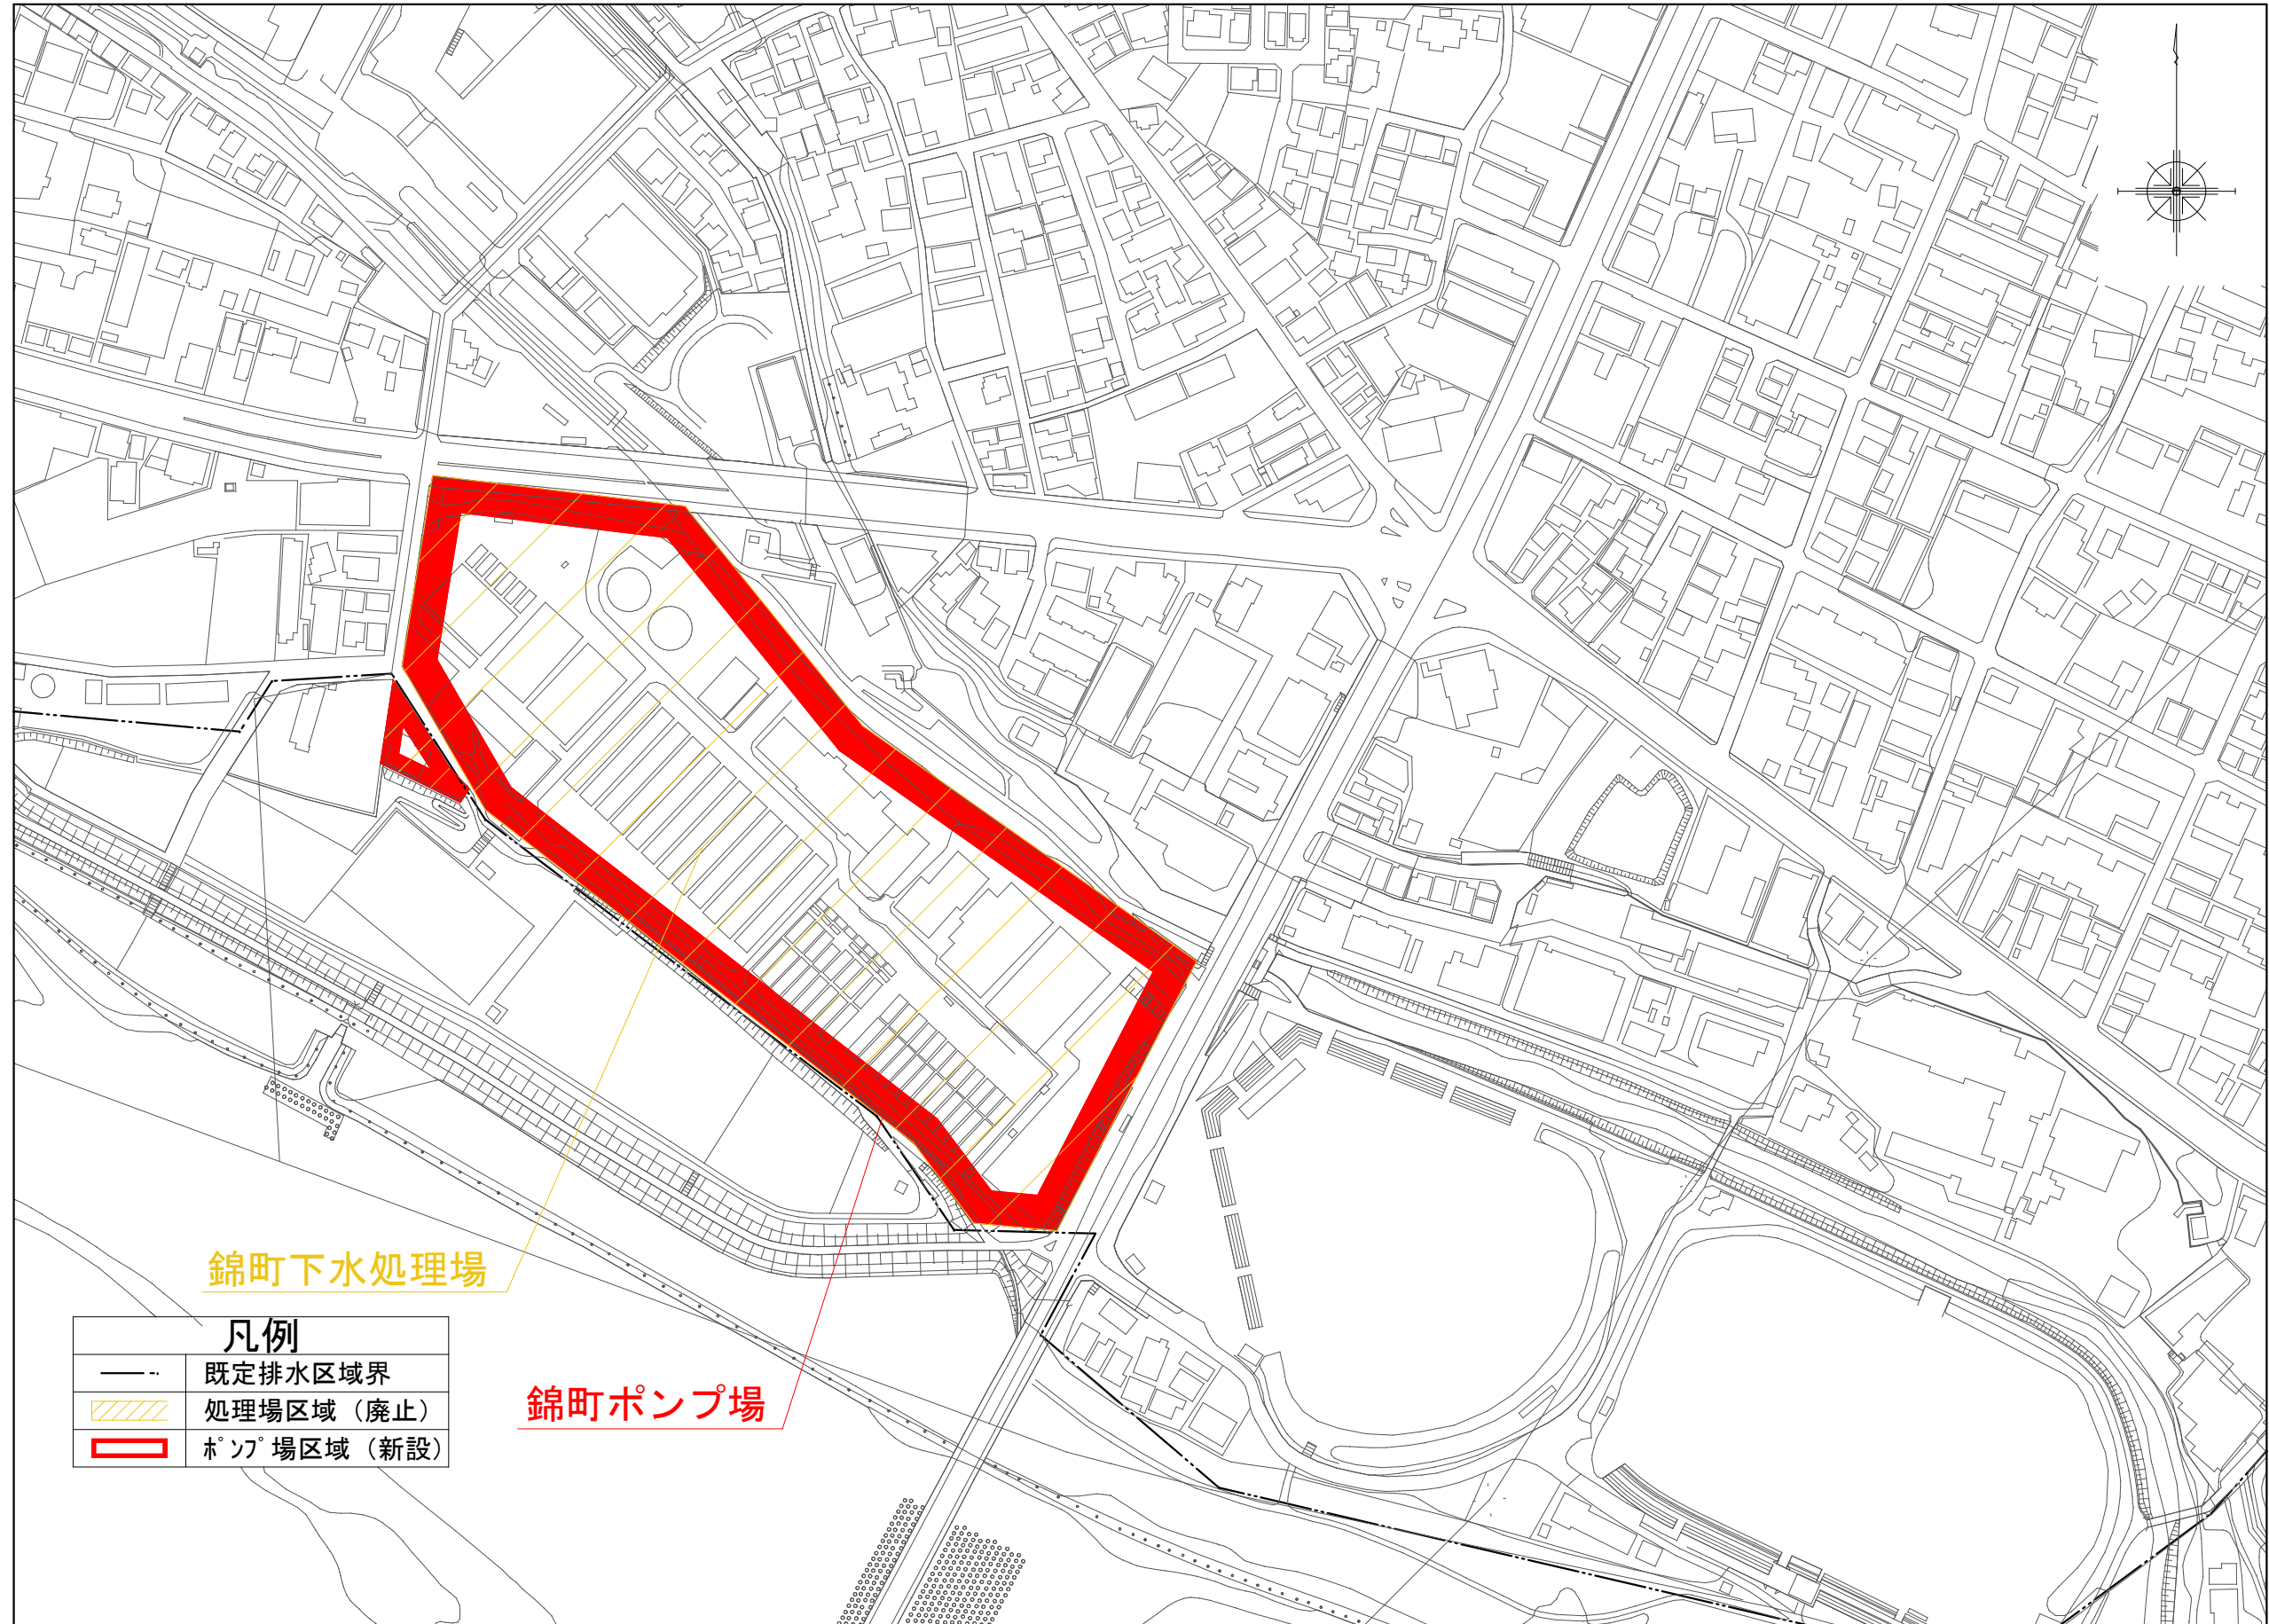 錦町下水処理場
錦町ポンプ場
凡例
既定排水区域界
処理場区域（廃止）
ﾎﾟﾝﾌﾟ場区域（新設）